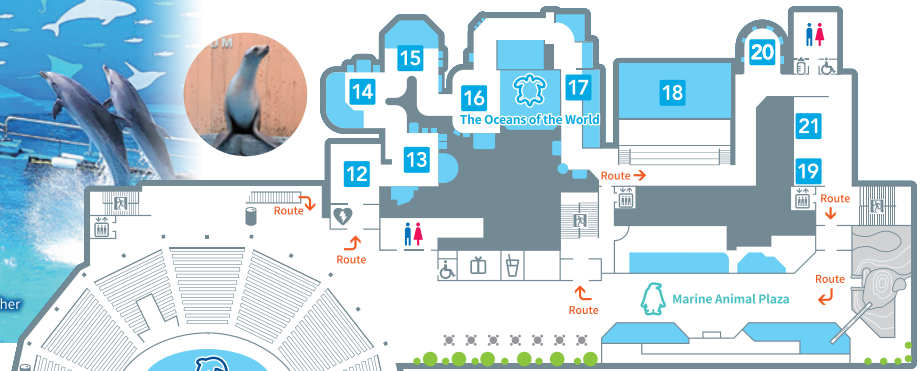 OM
20
15
14
16
17
18
The Oceans of the World
21
13
12
19
Route
Route
Route
Route
Route
Route
Marine Animal Plaza
her